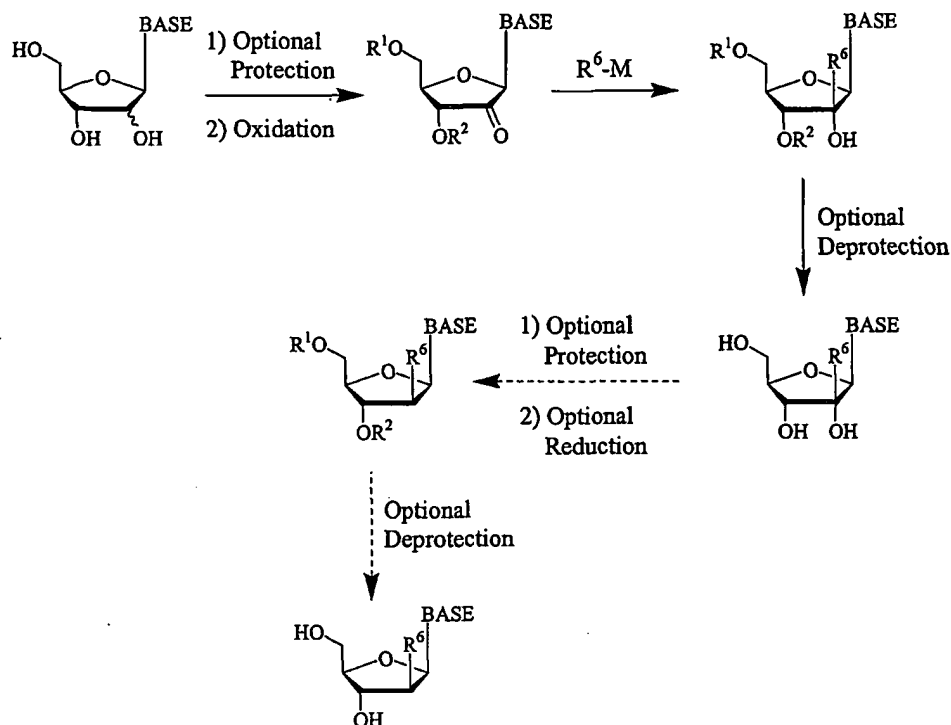 BASE
HO
O
OH OH
1) Optional
Protection
2) Oxidation
BASE
R¹O
O
OR² O
R⁶-M
BASE
R¹O
R⁶
O
OR² OH
Optional
Deprotection
BASE
HO
R⁶
O
OH OH
1) Optional
Protection
2) Optional
Reduction
BASE
R¹O
R⁶
O
OR²
Optional
Deprotection
BASE
HO
R⁶
O
OH